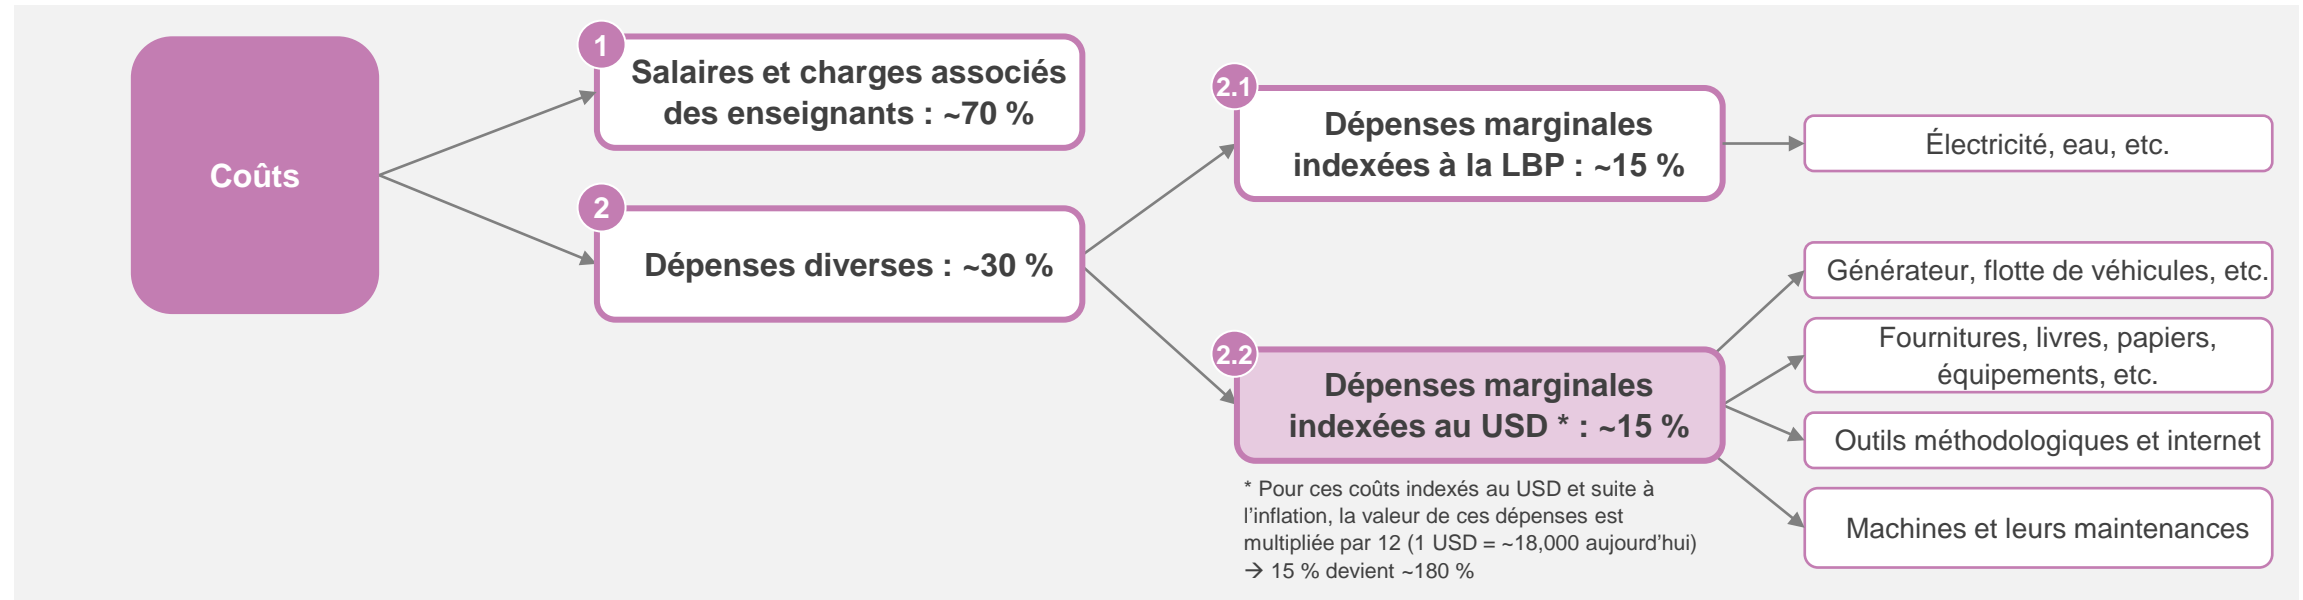 Coûts
1
Salaires et charges associés
des enseignants : ~70 %
2
Dépenses diverses : ~30 %
2.1
Dépenses marginales
indexées à la LBP : ~15 %
Électricité, eau, etc.
2.2
Dépenses marginales
indexées au USD * : ~15 %
* Pour ces coûts indexés au USD et suite à
l’inflation, la valeur de ces dépenses est
multipliée par 12 (1 USD = ~18,000 aujourd’hui)
→ 15 % devient ~180 %
Générateur, flotte de véhicules, etc.
Fournitures, livres, papiers,
équipements, etc.
Outils méthodologiques et internet
Machines et leurs maintenances